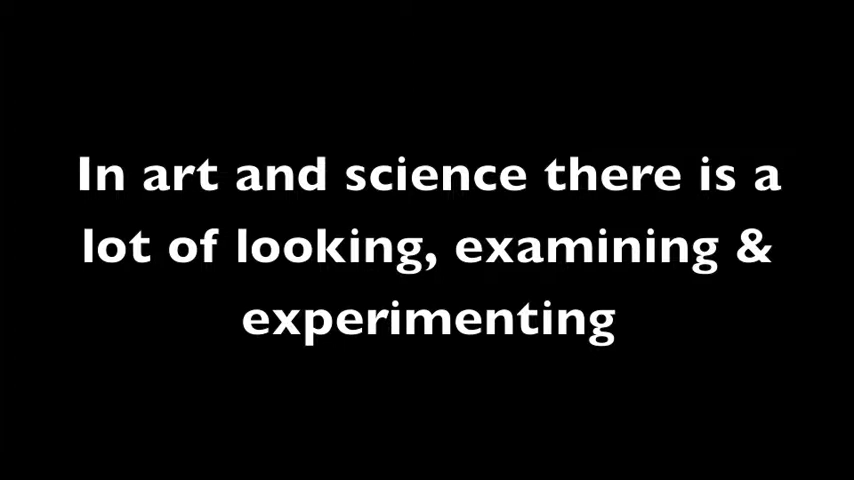 In art and science there is a
lot of looking, examining &
experimenting